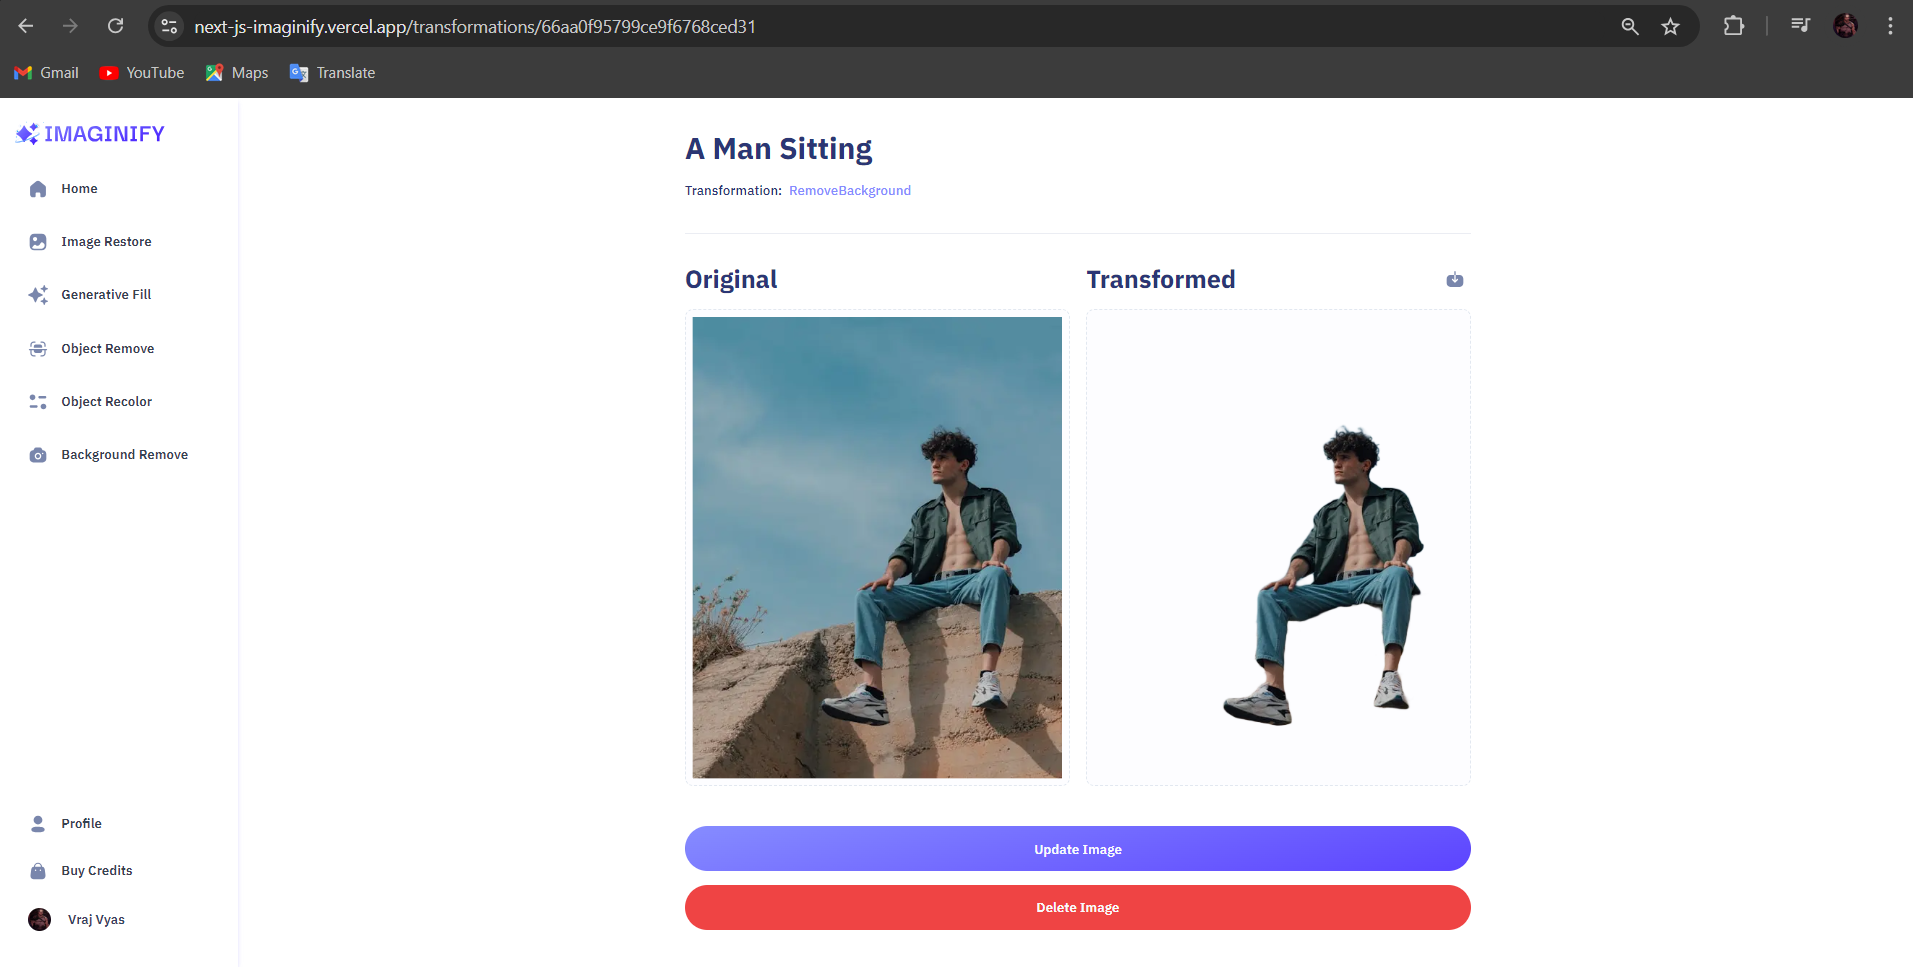 next-js-imaginify.vercel.app/transformations/66aa0f95799ce9f6768ced31
Gmail YouTube Maps Translate
IMAGINIFY
Home
Image Restore
Generative Fill
Object Remove
Object Recolor
Background Remove
Profile
Buy Credits
Vraj Vyas
A Man Sitting
Transformation: RemoveBackground
Original Transformed
Update Image
Delete Image